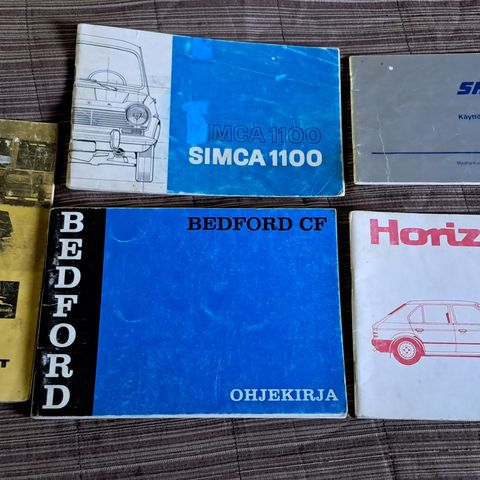 SIMCA 1100
SIMCA 1100
BEDFORD
BEDFORD CF
OHJEKIRJA
Horiz